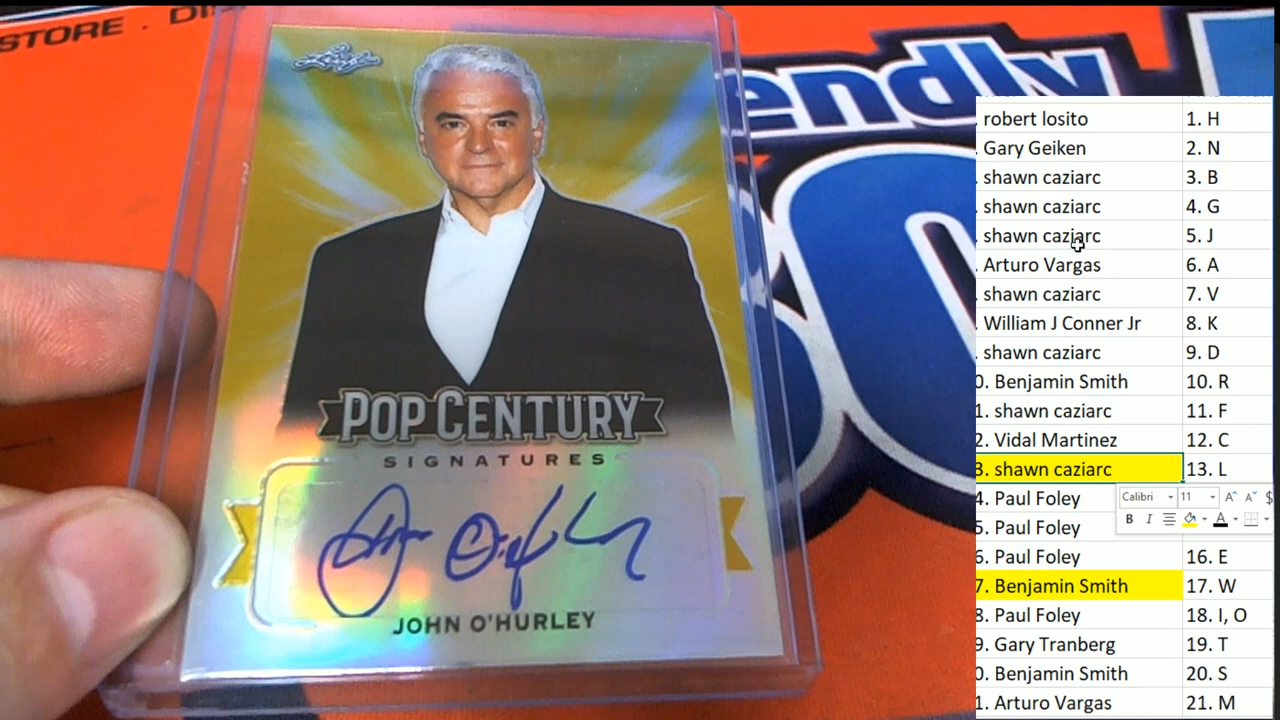 STORE . DI
endly
Leaf
POP CENTURY
SIGNATURES
John O'Hurley
JOHN O'HURLEY
. robert losito 1. H
. Gary Geiken 2. N
. shawn caziarc 3. B
. shawn caziarc 4. G
. shawn caziarc 5. J
. Arturo Vargas 6. A
. shawn caziarc 7. V
. William J Conner Jr 8. K
. shawn caziarc 9. D
0. Benjamin Smith 10. R
1. shawn caziarc 11. F
2. Vidal Martinez 12. C
3. shawn caziarc 13. L
4. Paul Foley
Calibri 11 A A $
5. Paul Foley
B I A
6. Paul Foley 16. E
7. Benjamin Smith 17. W
8. Paul Foley 18. I, O
9. Gary Tranberg 19. T
0. Benjamin Smith 20. S
1. Arturo Vargas 21. M